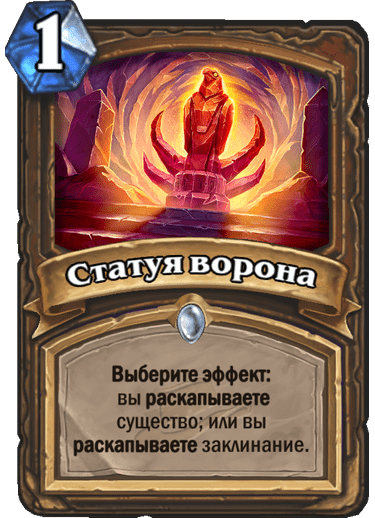 1
Статуя ворона
Выберите эффект:
вы раскапываете
существо; или вы
раскапываете заклинание.